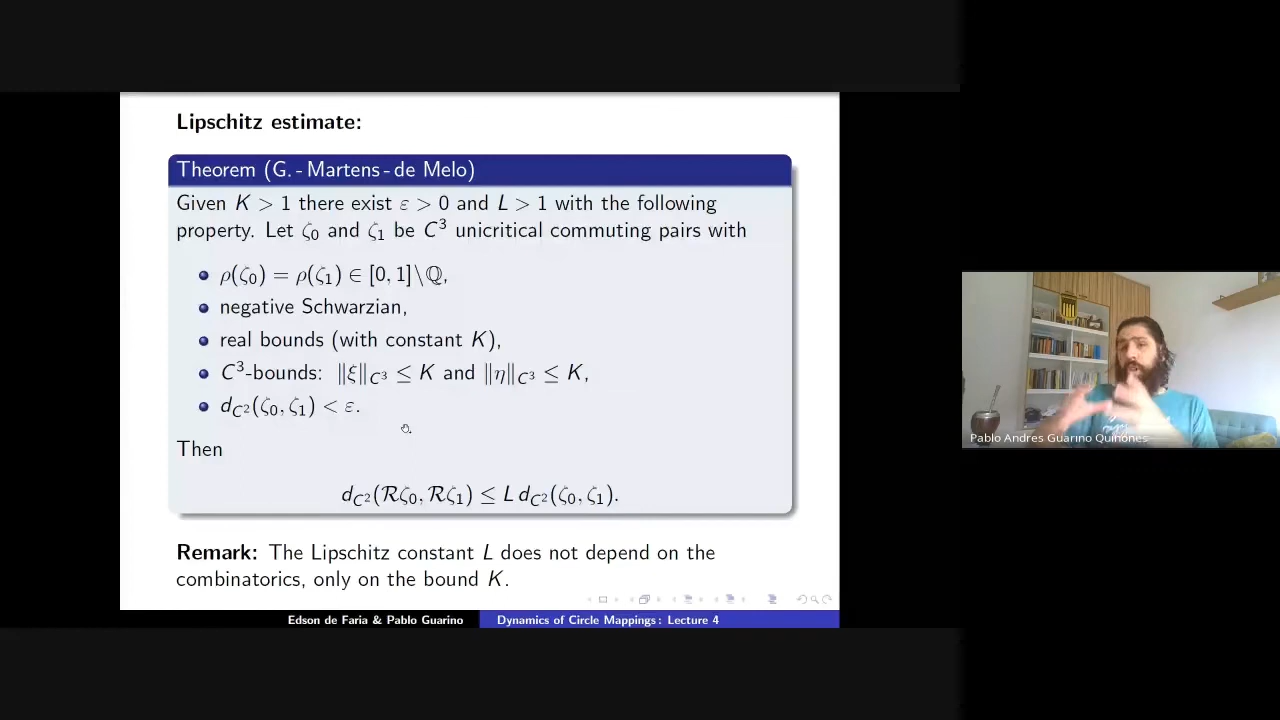 Lipschitz estimate:
Theorem (G. - Martens - de Melo)
Given K > 1 there exist ε > 0 and L > 1 with the following
property. Let ζ₀ and ζ₁ be C³ unicritical commuting pairs with
ρ(ζ₀) = ρ(ζ₁) ∈ [0, 1]\ℚ,
negative Schwarzian,
real bounds (with constant K),
C³-bounds: ‖ξ‖_{C³} ≤ K and ‖η‖_{C³} ≤ K,
d_{C²}(ζ₀, ζ₁) < ε.
Then
d_{C²}(ℛζ₀, ℛζ₁) ≤ L d_{C²}(ζ₀, ζ₁).
Remark: The Lipschitz constant L does not depend on the
combinatorics, only on the bound K.
Edson de Faria & Pablo Guarino Dynamics of Circle Mappings: Lecture 4
Pablo Andres Guarino Quinones